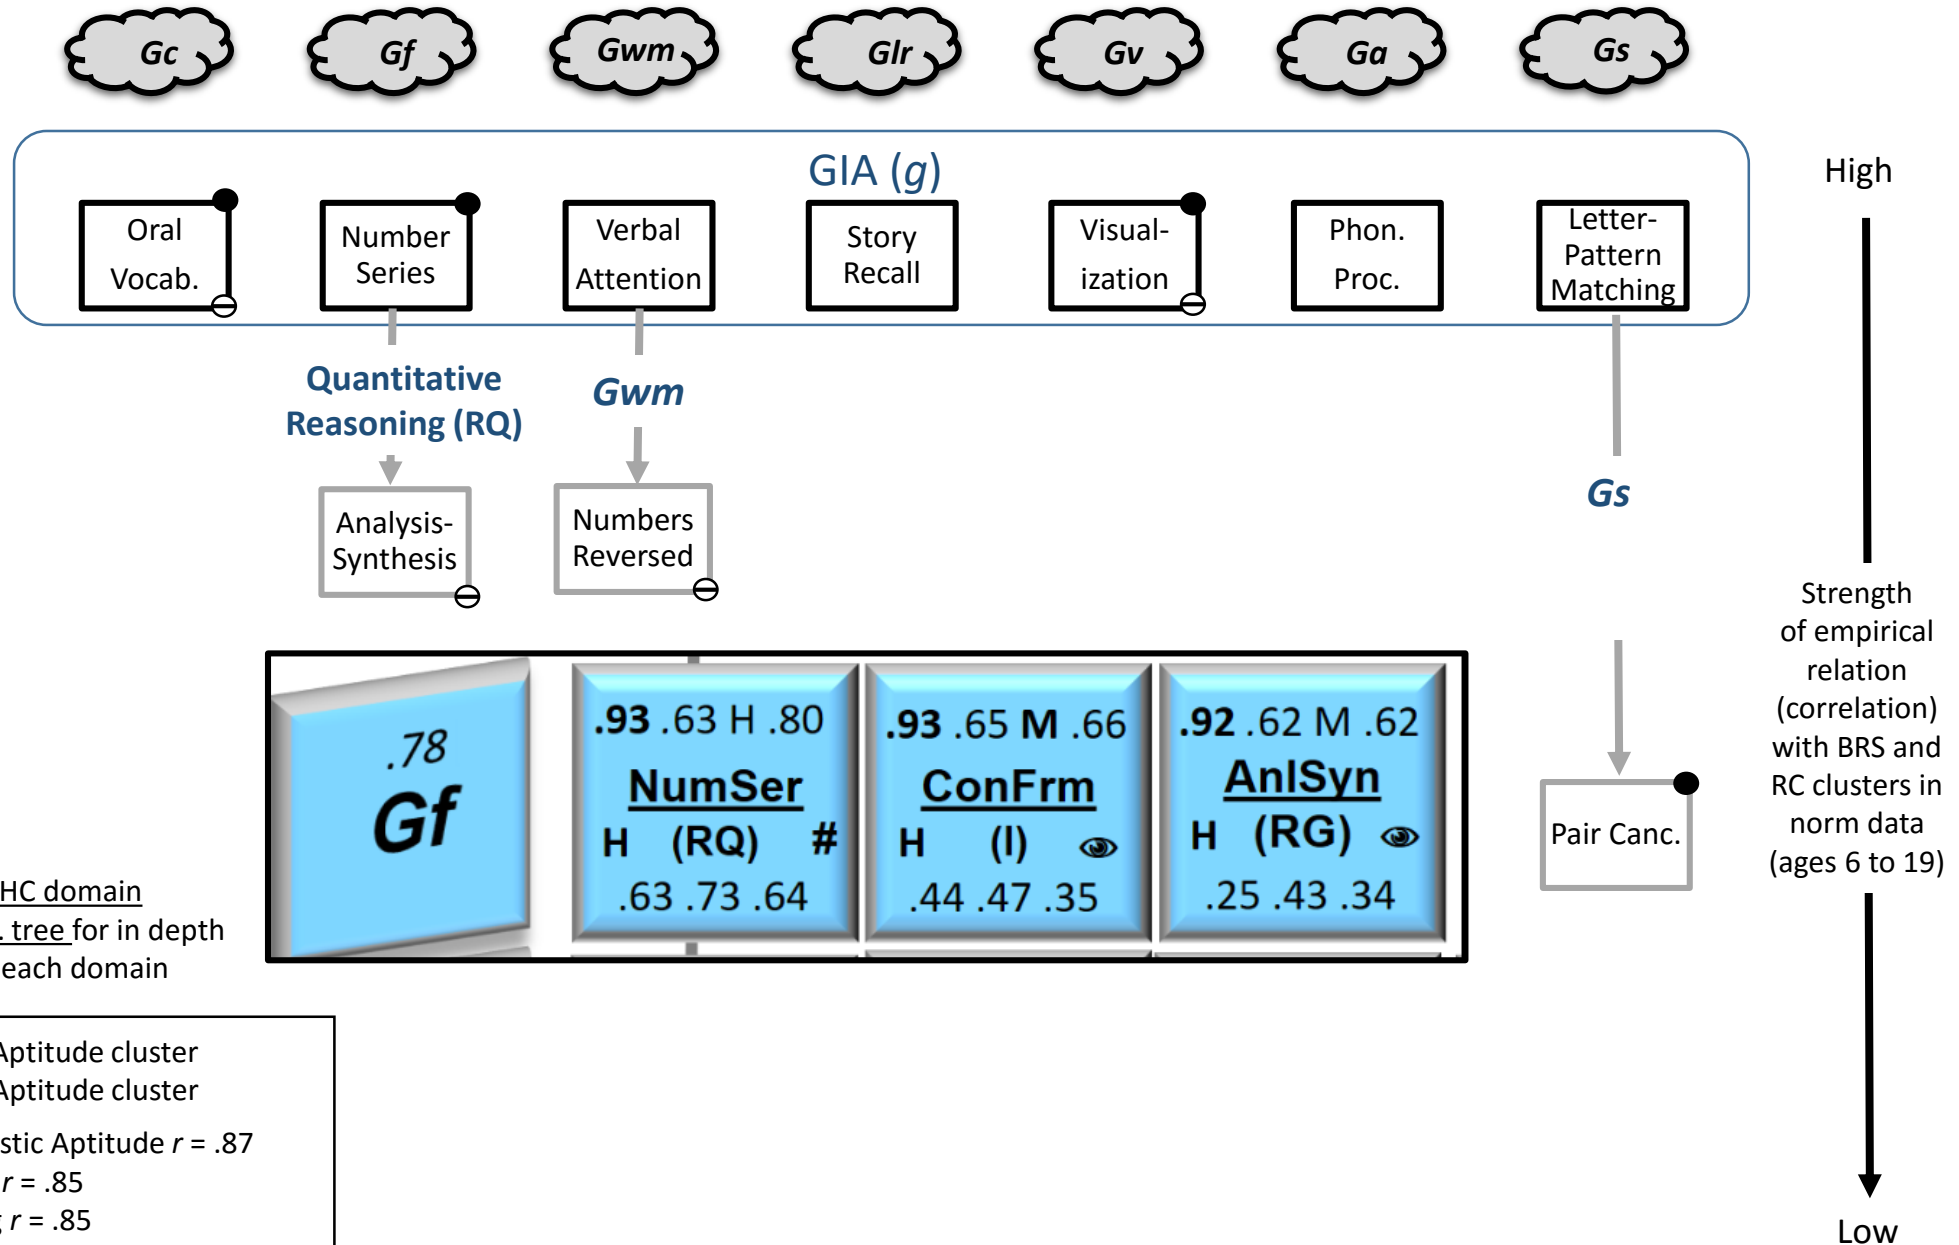 Gc
Gf
Gwm
Glr
Gv
Ga
Gs
GIA (g)
Oral
Vocab.
Number
Series
Verbal
Attention
Story
Recall
Visual-
ization
Phon.
Proc.
Letter-
Pattern
Matching
High
Quantitative
Reasoning (RQ)
Gwm
Gs
Analysis-
Synthesis
Numbers
Reversed
Strength
of empirical
relation
(correlation)
with BRS and
RC clusters in
norm data
(ages 6 to 19)
.78
Gf
.93 .63 H .80
NumSer
H (RQ) #
.63 .73 .64
.93 .65 M .66
ConFrm
H (I)
.44 .47 .35
.92 .62 M .62
AnlSyn
H (RG)
.25 .43 .34
Pair Canc.
HC domain
. tree for in depth
each domain
Aptitude cluster
Aptitude cluster
stic Aptitude r = .87
r = .85
r = .85
Low